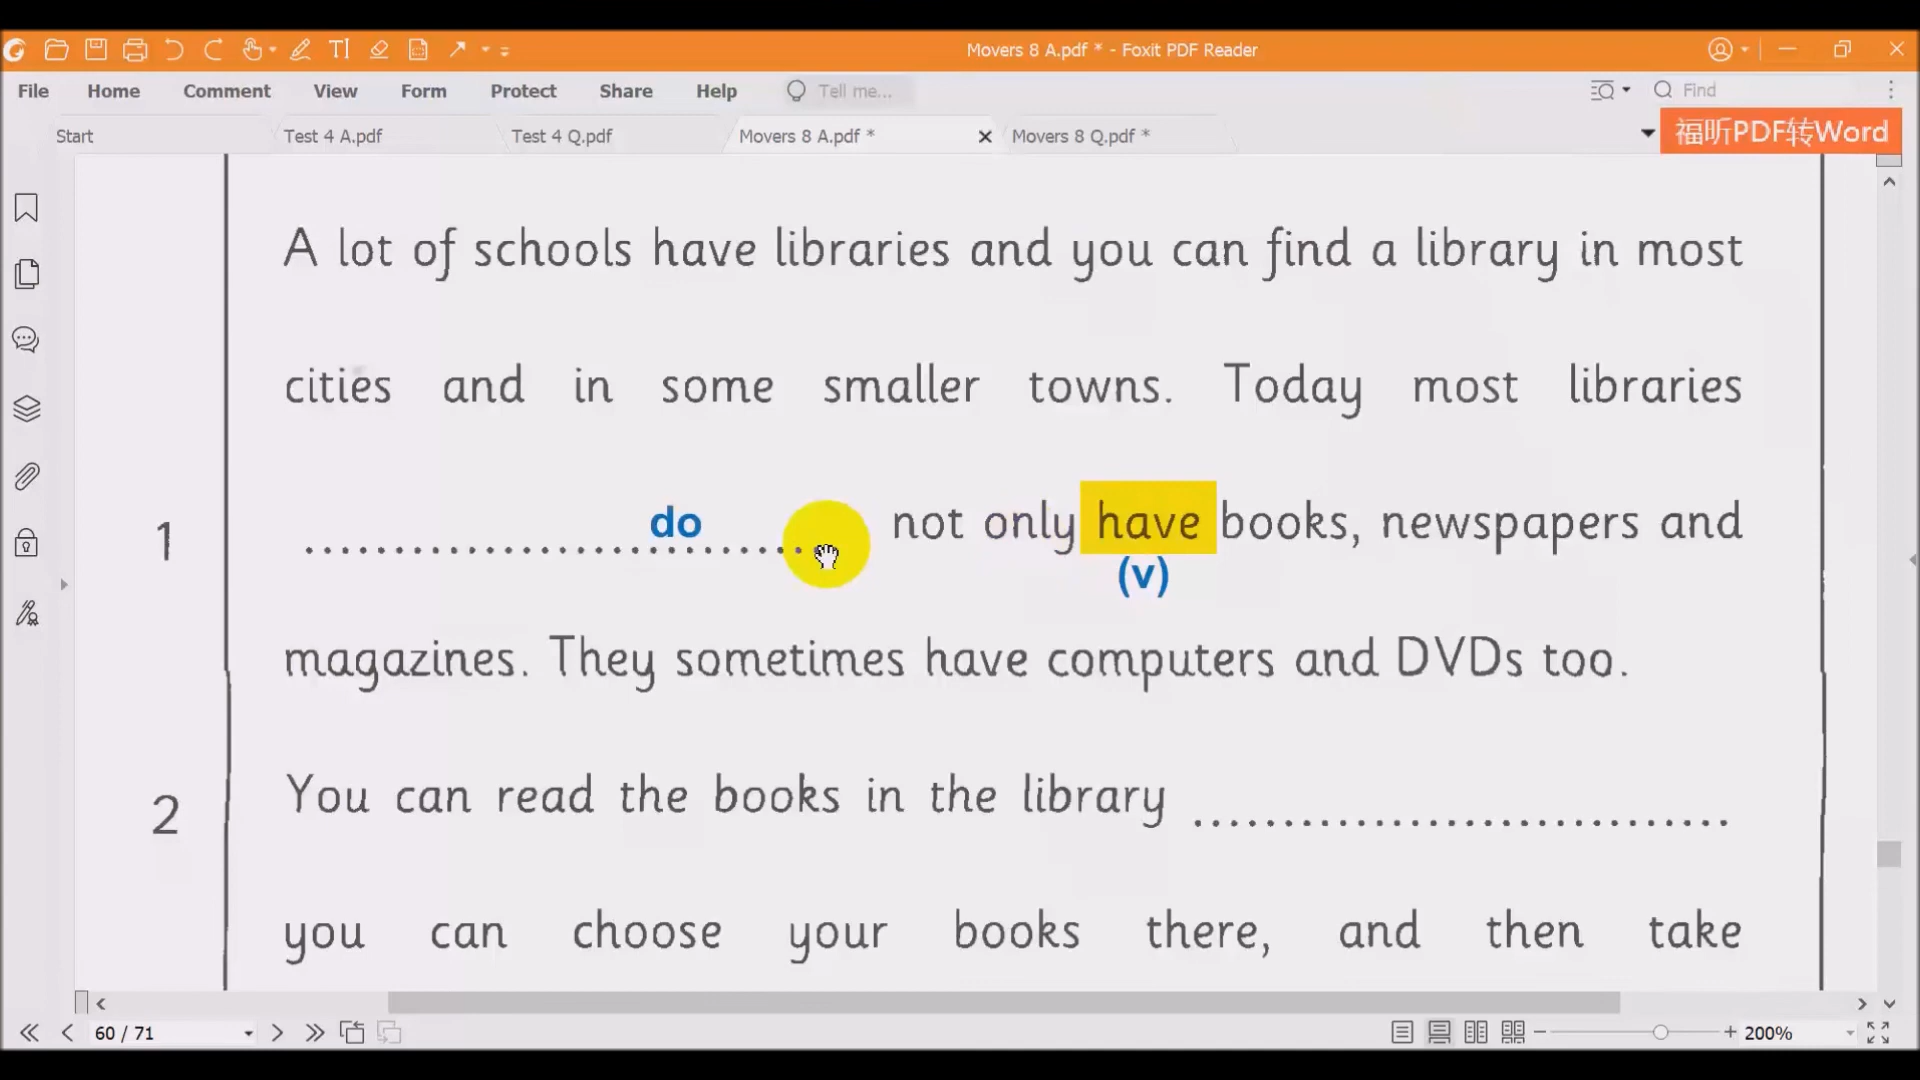 Movers 8 A.pdf * - Foxit PDF Reader
File Home Comment View Form Protect Share Help Tell me... Find
Start Test 4 A.pdf Test 4 Q.pdf Movers 8 A.pdf * Movers 8 Q.pdf * 福昕PDF转Word
A lot of schools have libraries and you can find a library in most
cities and in some smaller towns. Today most libraries
1 do not only have books, newspapers and
(v)
magazines. They sometimes have computers and DVDs too.
2 You can read the books in the library ..............................
you can choose your books there, and then take
60 / 71 200%